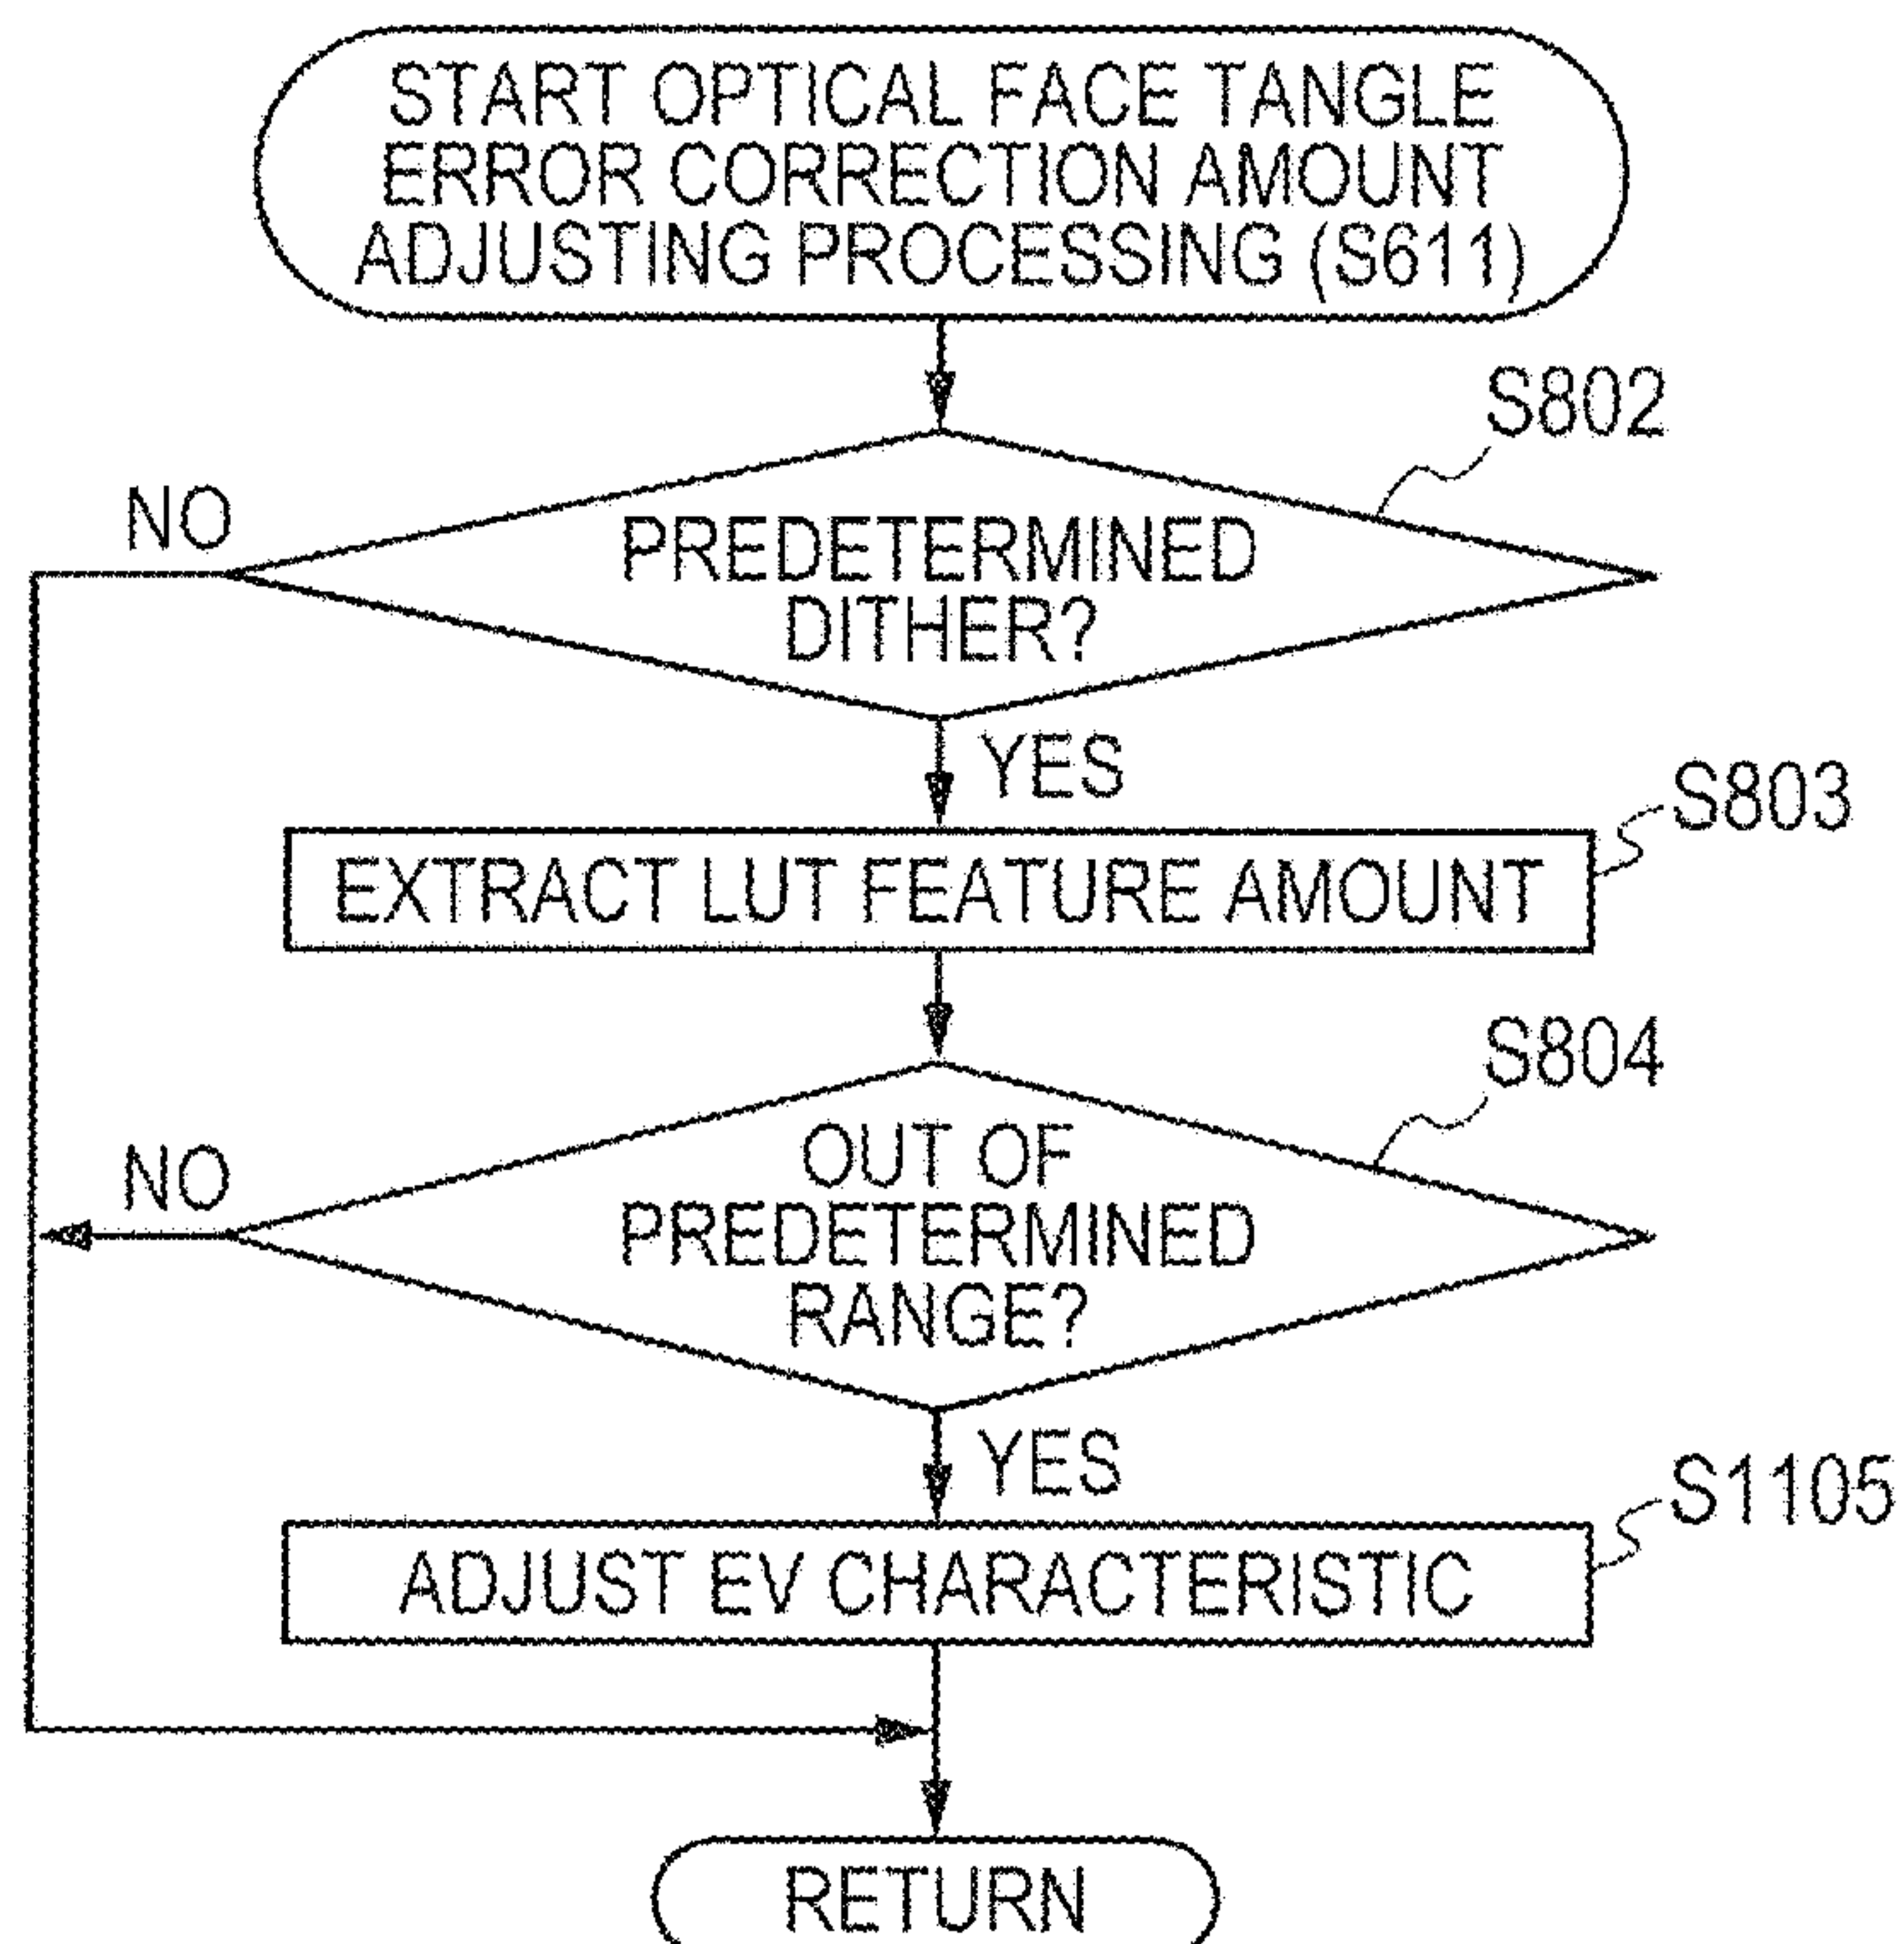 START OPTICAL FACE TANGLE
ERROR CORRECTION AMOUNT
ADJUSTING PROCESSING (S611)
S802
NO
PREDETERMINED
DITHER?
YES
S803
EXTRACT LUT FEATURE AMOUNT
S804
NO
OUT OF
PREDETERMINED
RANGE?
YES
S1105
ADJUST EV CHARACTERISTIC
RETURN